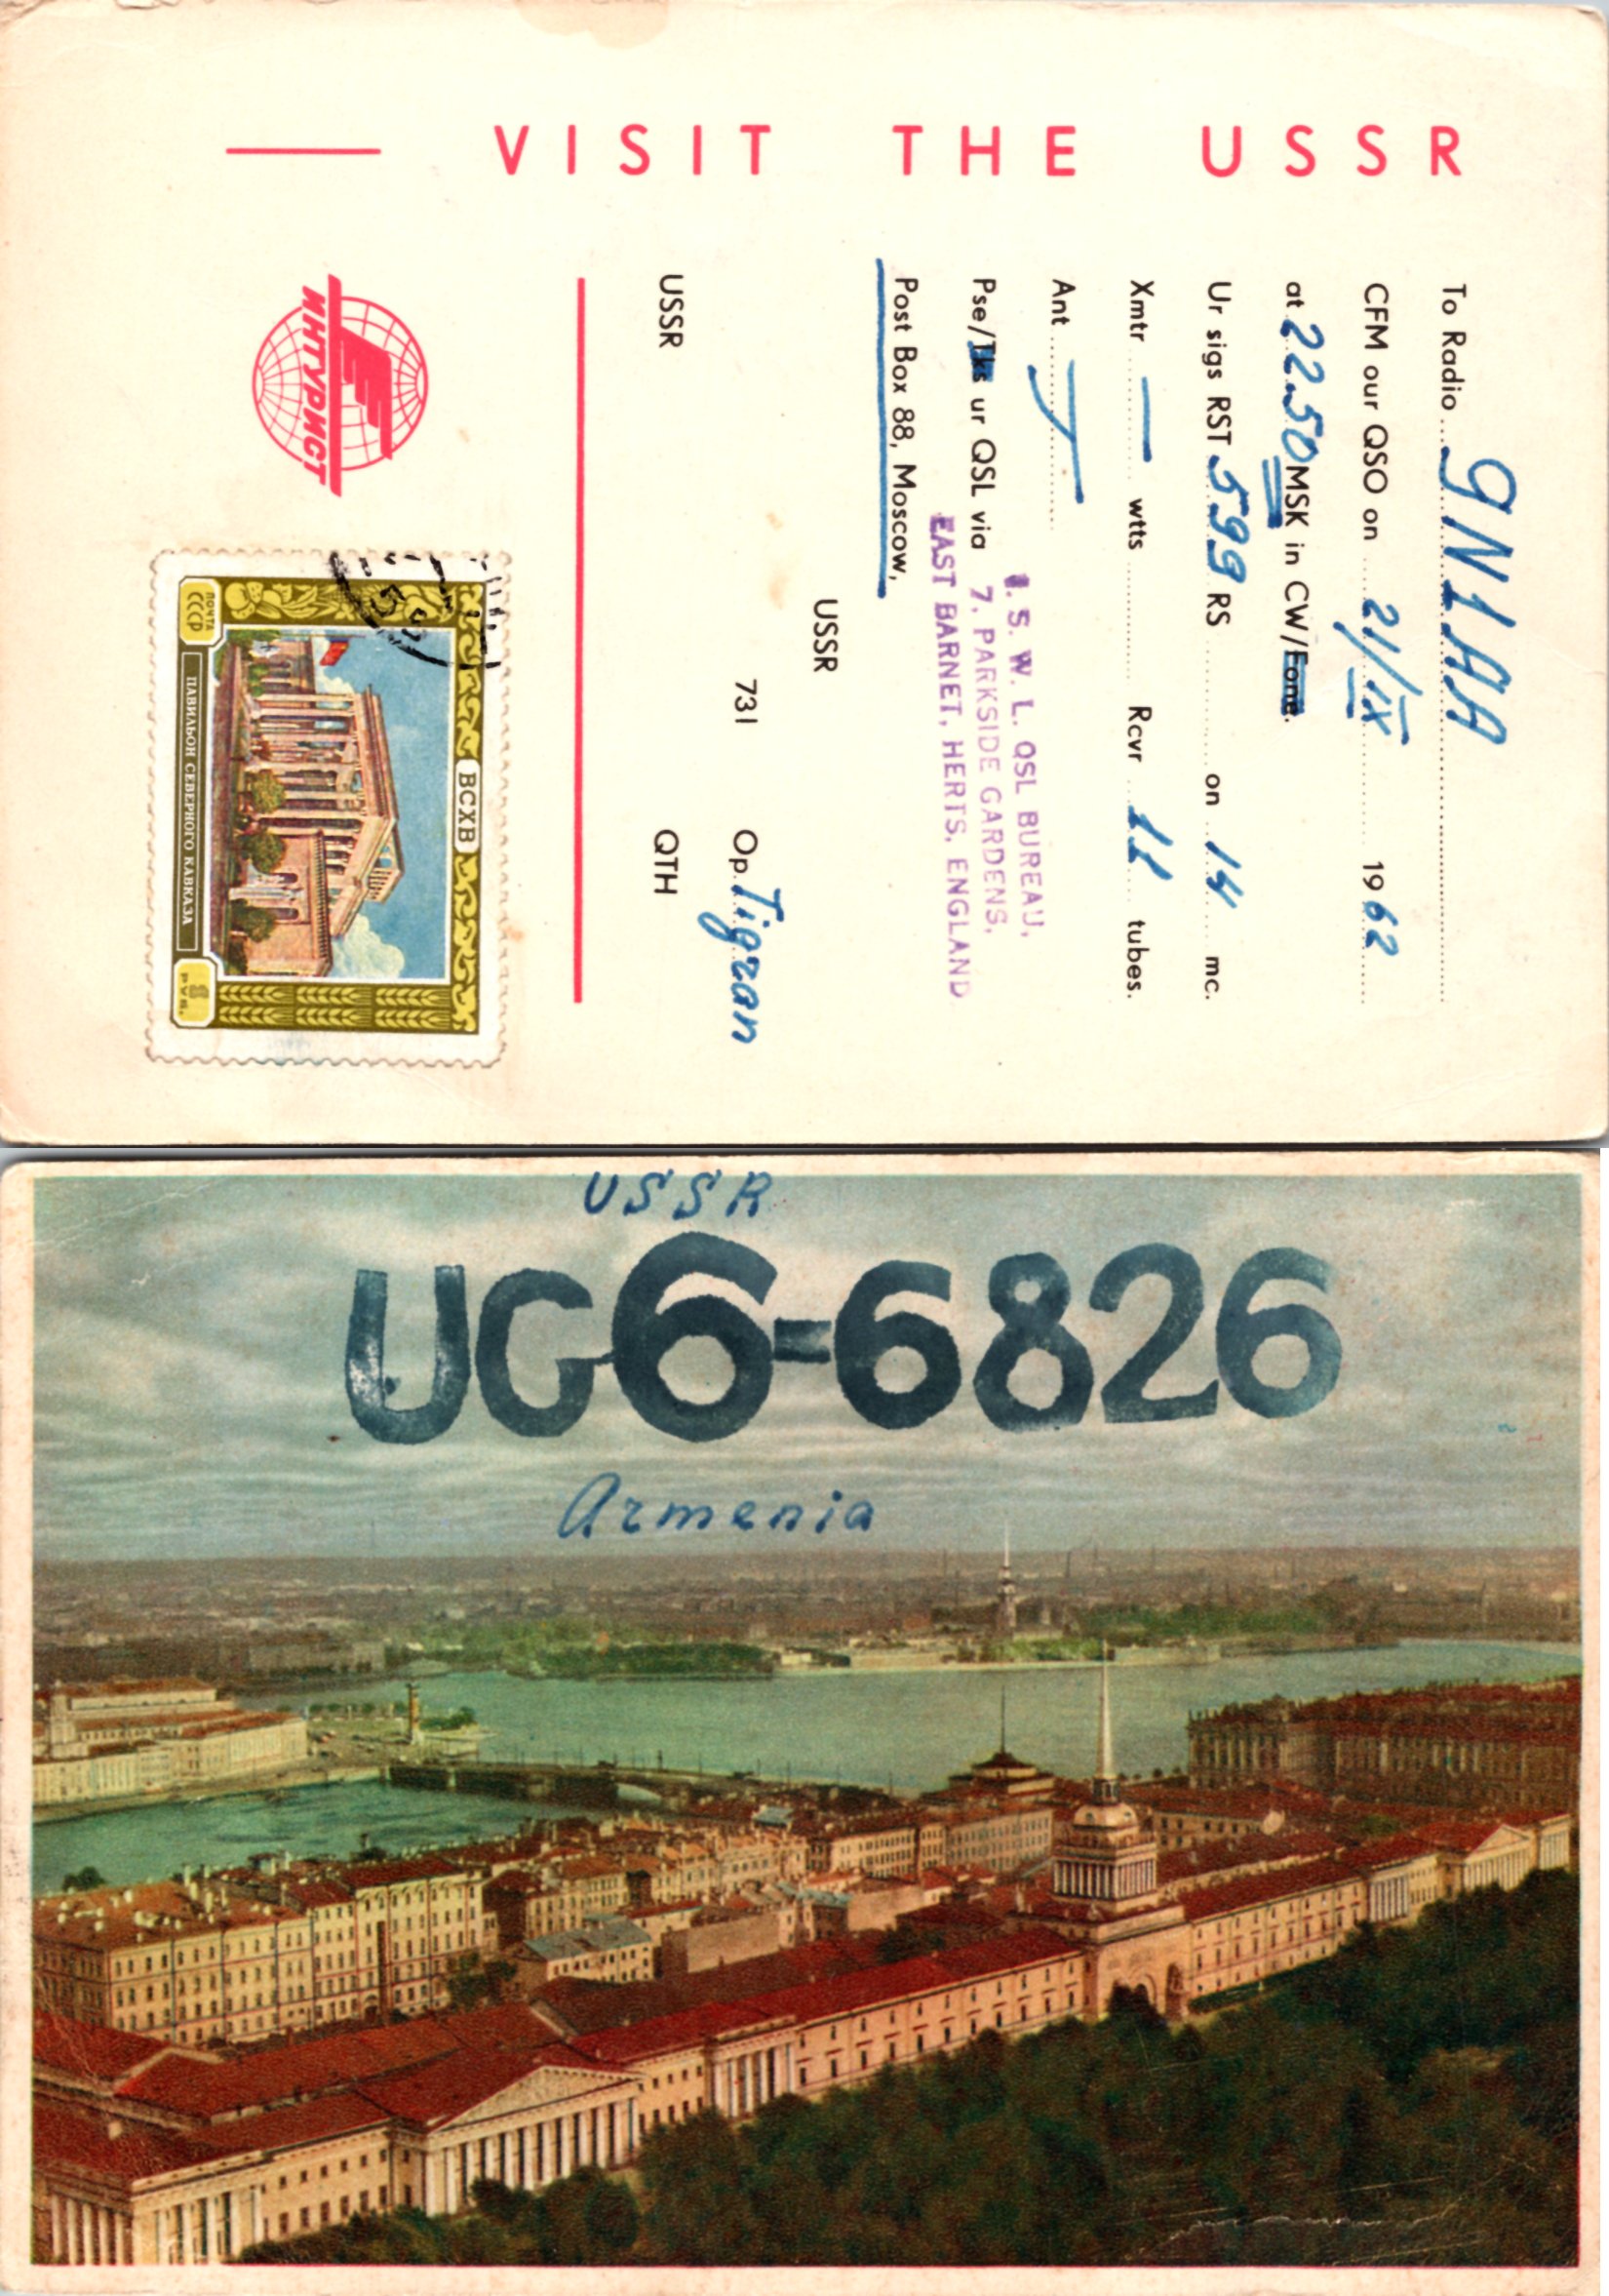 VISIT THE USSR
To Radio 9N1AA
CFM our QSO on 21/IX 1962
at 22.50 MSK in CW/Fone.
Ur sigs RST 599 RS on 14 mc.
Xmtr — wtts Rcvr 11 tubes.
Ant
Pse/Tks ur QSL via
I. S. W. L. QSL BUREAU,
7, PARKSIDE GARDENS,
EAST BARNET, HERTS, ENGLAND
Post Box 88, Moscow,
USSR
731 Op. Tigran
USSR QTH
ИНТУРИСТ
ВСХВ
ПОЧТА
СССР
ПАВИЛЬОН СЕВЕРНОГО КАВКАЗА
USSR
UG6-6826
Armenia